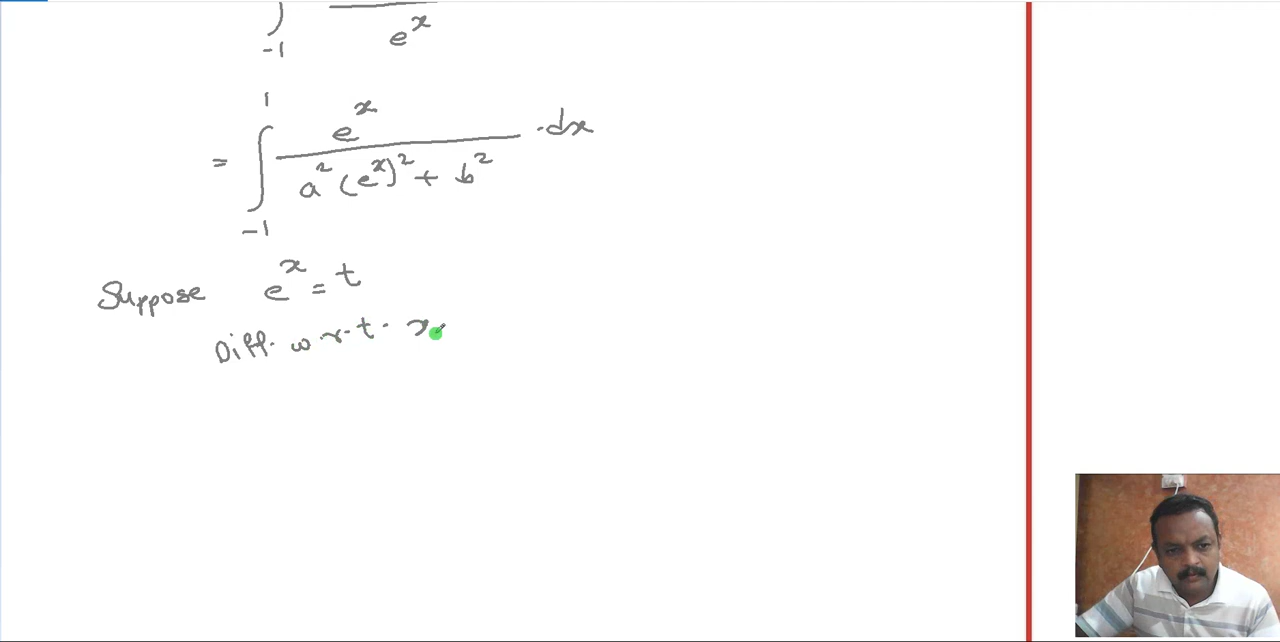 ∫
-1
e^x
= ∫_{-1}^{1} e^x / (a^2 (e^x)^2 + b^2) .dx
Suppose e^x = t
Diff. w.r.t. x